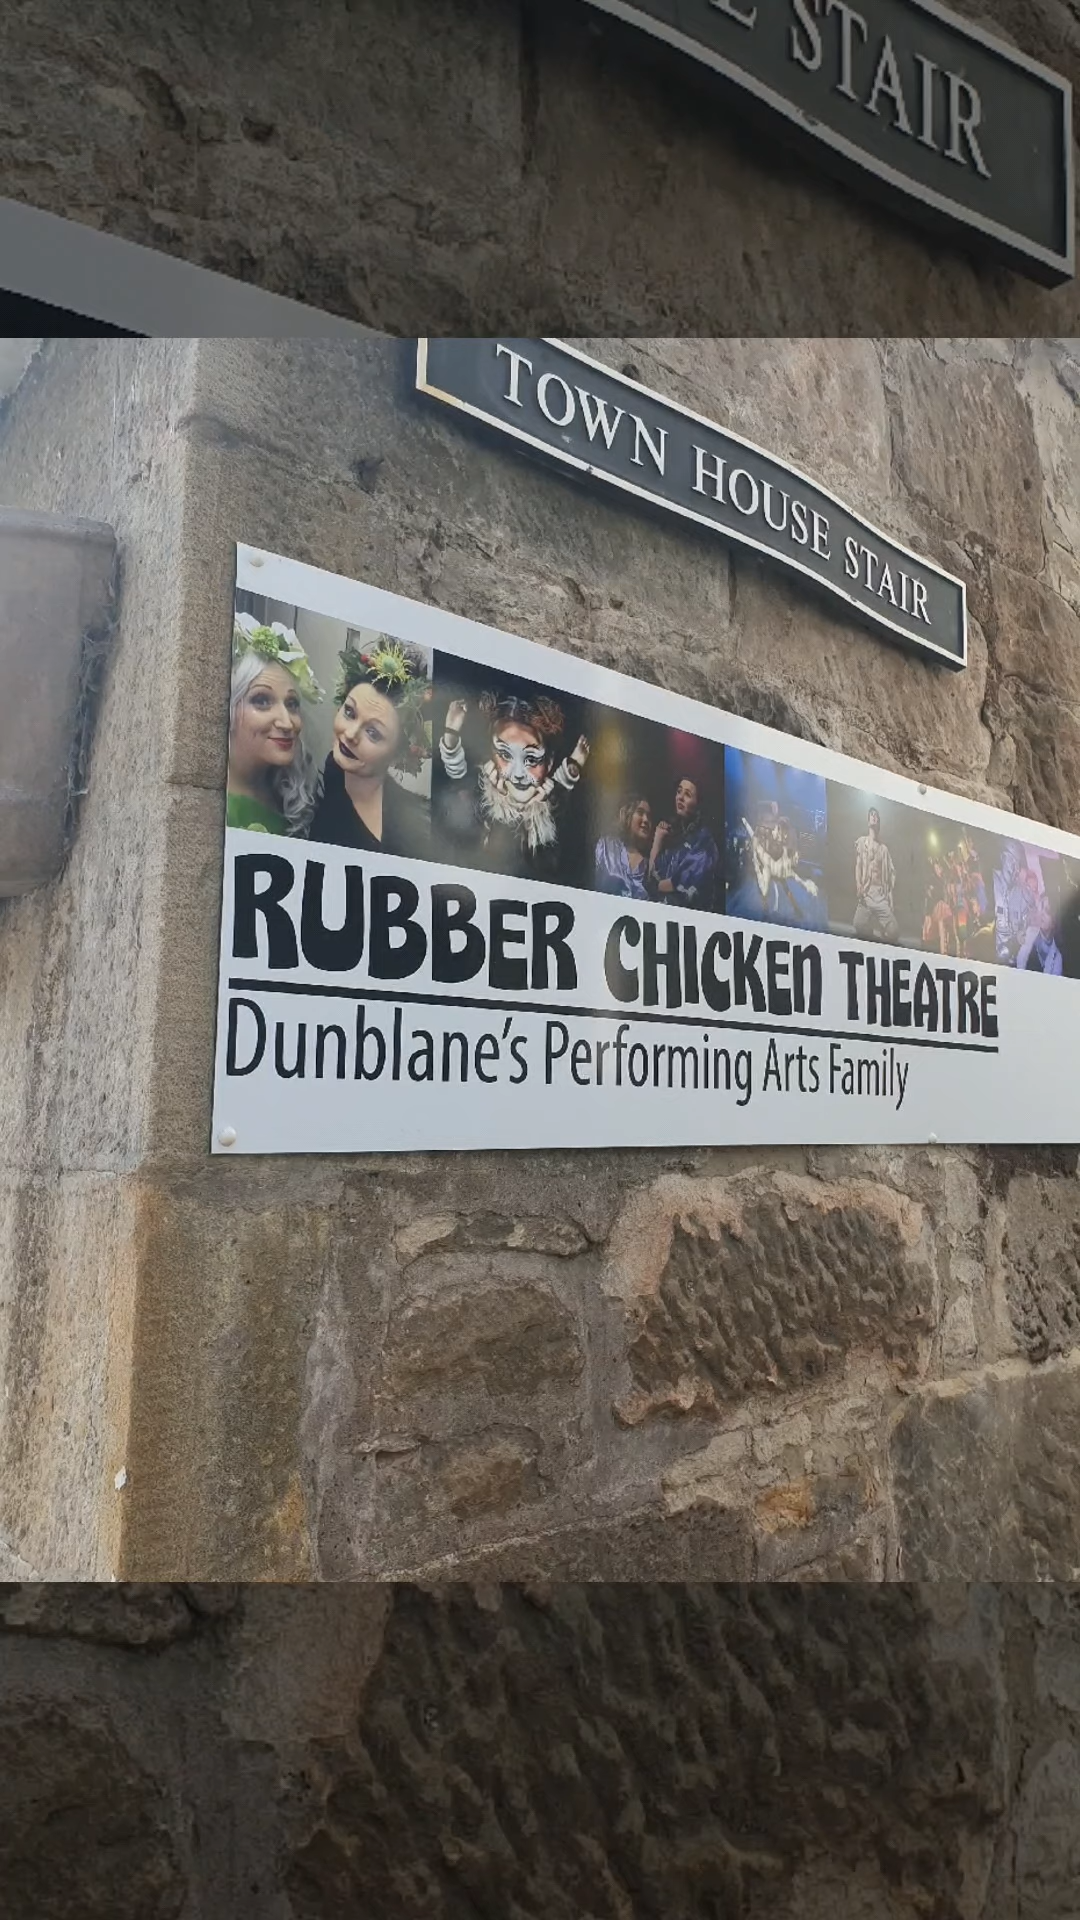 STAIR
TOWN HOUSE STAIR
RUBBER CHICKEN THEATRE
Dunblane's Performing Arts Family